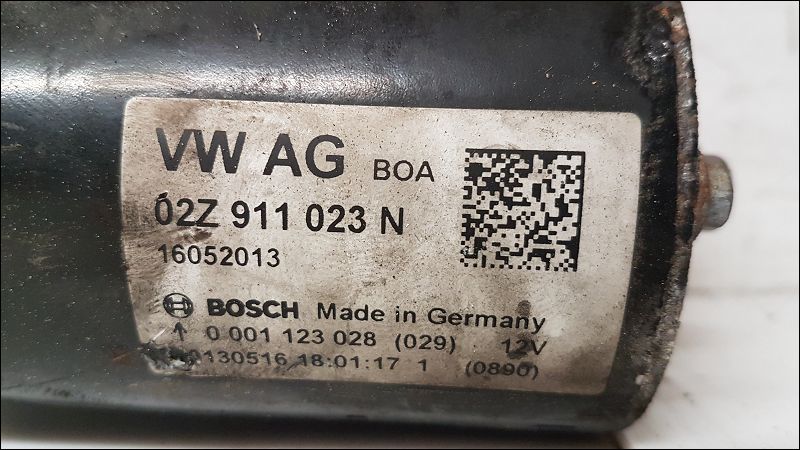 VW AG BOA
02Z 911 023 N
16052013
BOSCH Made in Germany
↑ 0 001 123 028 (029) 12V
130516 18:01:17 1 (0890)